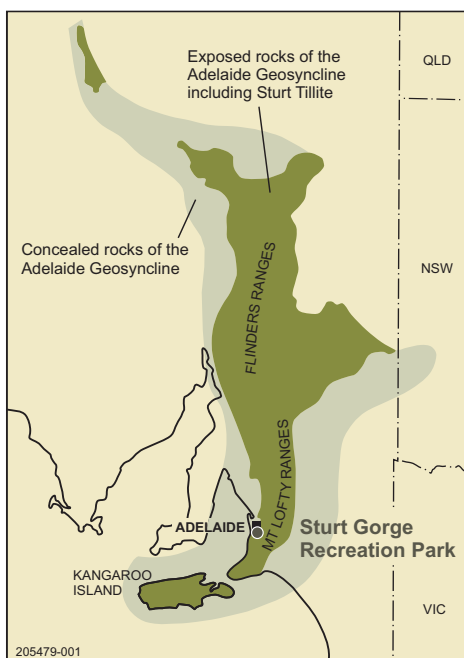 QLD
Exposed rocks of the
Adelaide Geosyncline
including Sturt Tillite
Concealed rocks of the
Adelaide Geosyncline
FLINDERS RANGES
NSW
MT LOFTY RANGES
ADELAIDE
Sturt Gorge
Recreation Park
KANGAROO
ISLAND
VIC
205479-001